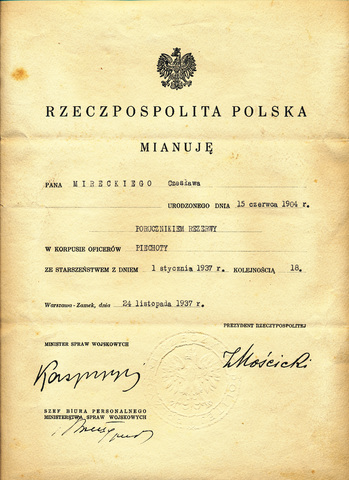 RZECZPOSPOLITA POLSKA
MIANUJĘ
PANA MIRECKIEGO Czesława
URODZONEGO DNIA 15 czerwca 1904 r.
PORUCZNIKIEM REZERWY
W KORPUSIE OFICERÓW PIECHOTY
ZE STARSZEŃSTWEM Z DNIEM 1 stycznia 1937 r. KOLEJNOŚCIĄ 18.
Warszawa-Zamek, dnia 24 listopada 1937 r.
PREZYDENT RZECZYPOSPOLITEJ
MINISTER SPRAW WOJSKOWYCH
IMościcki
Kasprzycki
SZEF BIURA PERSONALNEGO
MINISTERSTWA SPRAW WOJSKOWYCH